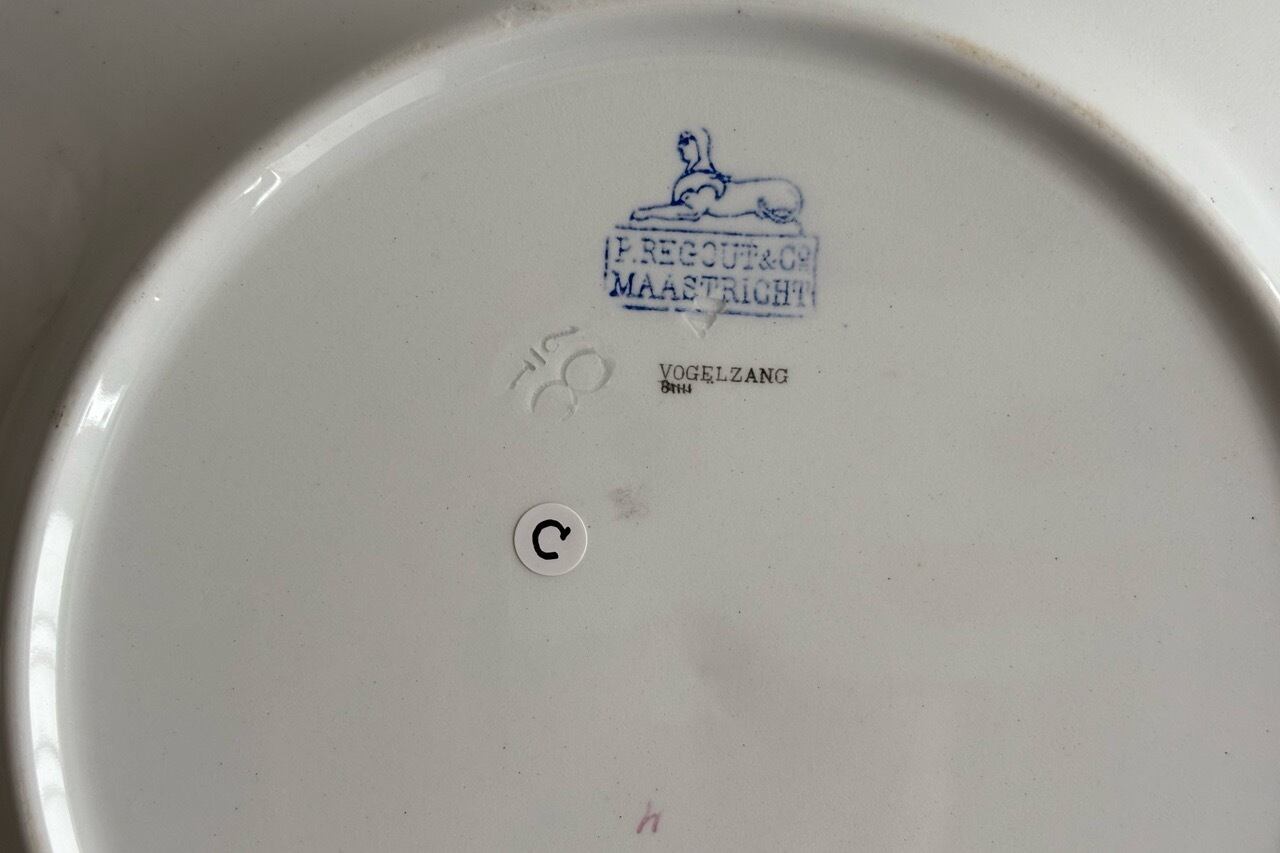 P. REGOUT & Cº
MAASTRICHT
VOGELZANG
C